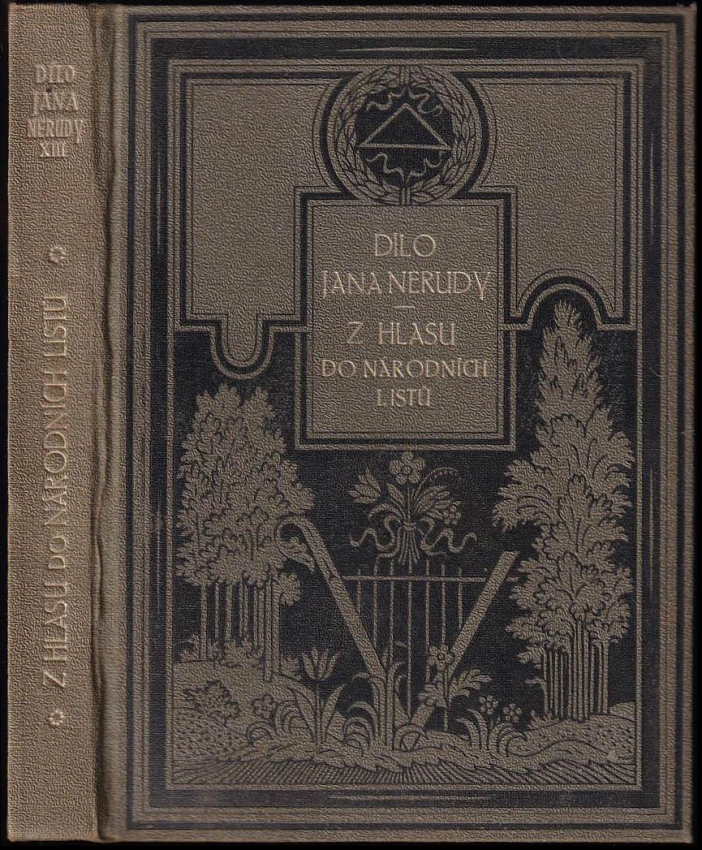 DÍLO
JANA
NERUDY
XIII
Z HLASU DO NÁRODNÍCH LISTŮ
DÍLO
JANA NERUDY
Z HLASU
DO NÁRODNÍCH
LISTŮ